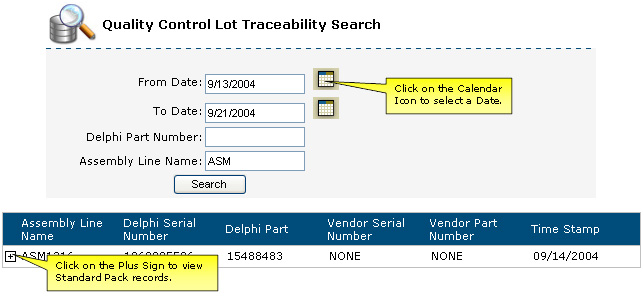 Quality Control Lot Traceability Search
From Date: 9/13/2004
Click on the Calendar
Icon to select a Date.
To Date: 9/21/2004
Delphi Part Number:
Assembly Line Name: ASM
Search
Assembly Line Name
Delphi Serial Number
Delphi Part
Vendor Serial Number
Vendor Part Number
Time Stamp
15488483 NONE NONE 09/14/2004
Click on the Plus Sign to view
Standard Pack records.